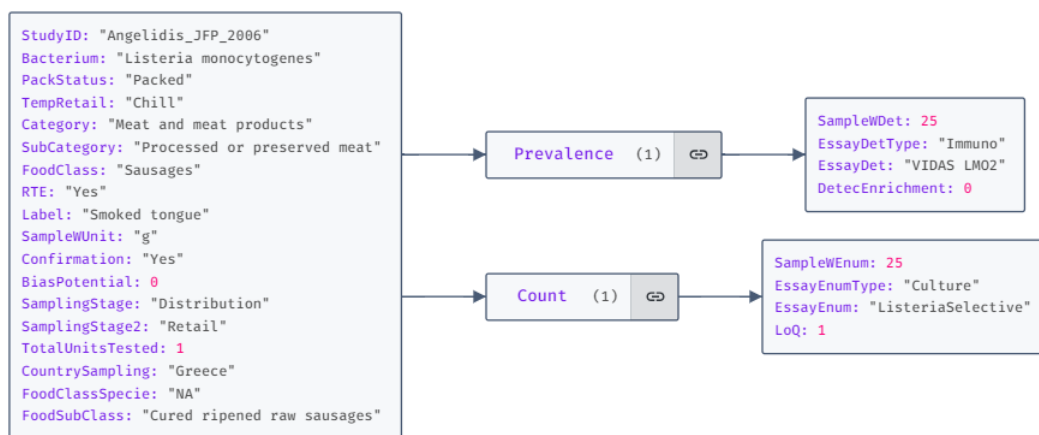 StudyID: "Angelidis_JFP_2006"
Bacterium: "Listeria monocytogenes"
PackStatus: "Packed"
TempRetail: "Chill"
Category: "Meat and meat products"
SubCategory: "Processed or preserved meat"
FoodClass: "Sausages"
RTE: "Yes"
Label: "Smoked tongue"
SampleWUnit: "g"
Confirmation: "Yes"
BiasPotential: 0
SamplingStage: "Distribution"
SamplingStage2: "Retail"
TotalUnitsTested: 1
CountrySampling: "Greece"
FoodClassSpecie: "NA"
FoodSubClass: "Cured ripened raw sausages"
Prevalence (1)
SampleWDet: 25
EssayDetType: "Immuno"
EssayDet: "VIDAS LMO2"
DetecEnrichment: 0
Count (1)
SampleWEnum: 25
EssayEnumType: "Culture"
EssayEnum: "ListeriaSelective"
LoQ: 1